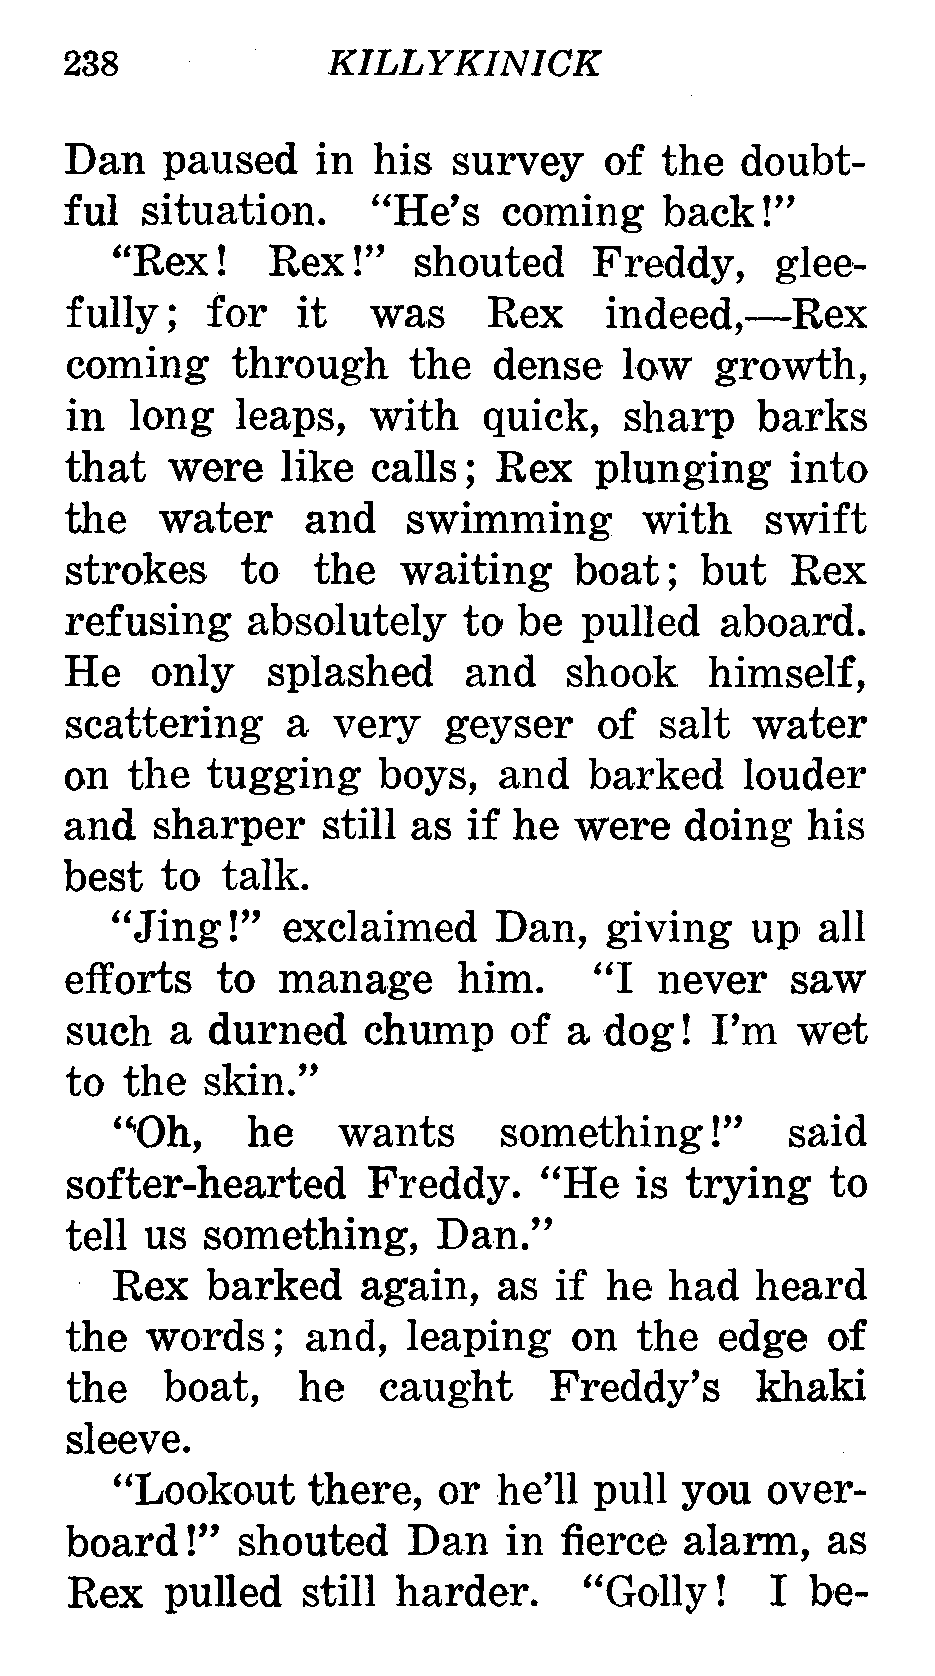 238 KILLYKINICK
Dan paused in his survey of the doubt-
ful situation. “He’s coming back!”
“Rex! Rex!” shouted Freddy, glee-
fully; for it was Rex indeed,—Rex
coming through the dense low growth,
in long leaps, with quick, sharp barks
that were like calls; Rex plunging into
the water and swimming with swift
strokes to the waiting boat; but Rex
refusing absolutely to be pulled aboard.
He only splashed and shook himself,
scattering a very geyser of salt water
on the tugging boys, and barked louder
and sharper still as if he were doing his
best to talk.
“Jing!” exclaimed Dan, giving up all
efforts to manage him. “I never saw
such a durned chump of a dog! I’m wet
to the skin.”
“Oh, he wants something!” said
softer-hearted Freddy. “He is trying to
tell us something, Dan.”
Rex barked again, as if he had heard
the words; and, leaping on the edge of
the boat, he caught Freddy’s khaki
sleeve.
“Lookout there, or he’ll pull you over-
board!” shouted Dan in fierce alarm, as
Rex pulled still harder. “Golly! I be-